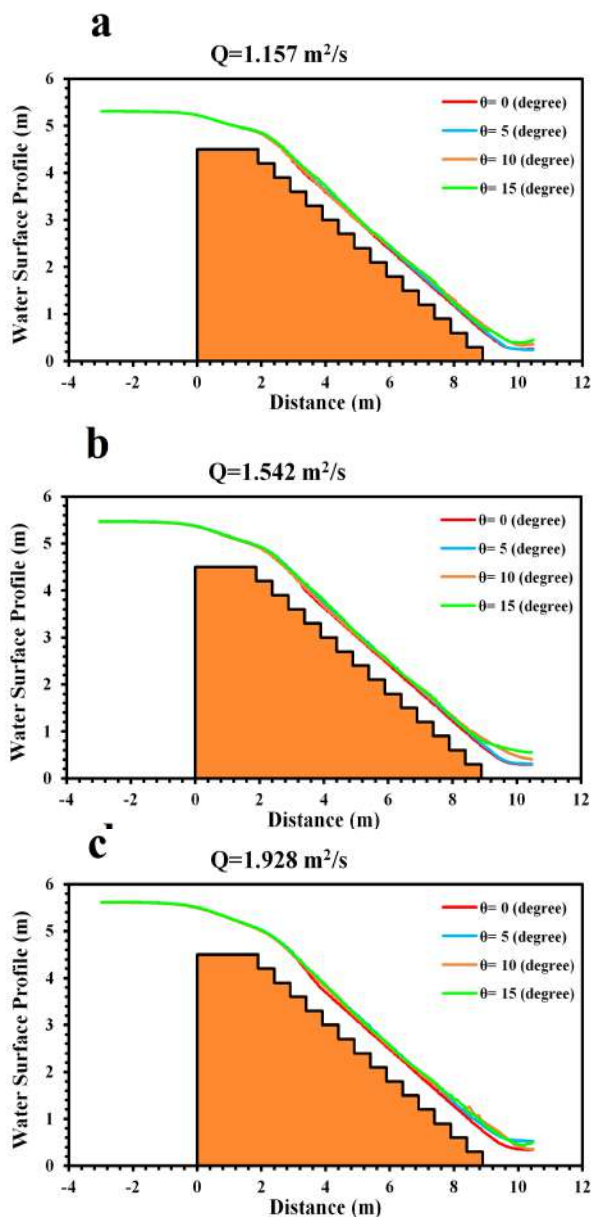 a
Q=1.157 m²/s
Water Surface Profile (m)
6
5
4
3
2
1
0
θ= 0 (degree)
θ= 5 (degree)
θ= 10 (degree)
θ= 15 (degree)
-4 -2 0 2 4 6 8 10 12
Distance (m)
b
Q=1.542 m²/s
Water Surface Profile (m)
6
5
4
3
2
1
0
θ= 0 (degree)
θ= 5 (degree)
θ= 10 (degree)
θ= 15 (degree)
-4 -2 0 2 4 6 8 10 12
Distance (m)
c
Q=1.928 m²/s
Water Surface Profile (m)
6
5
4
3
2
1
0
θ= 0 (degree)
θ= 5 (degree)
θ= 10 (degree)
θ= 15 (degree)
-4 -2 0 2 4 6 8 10 12
Distance (m)